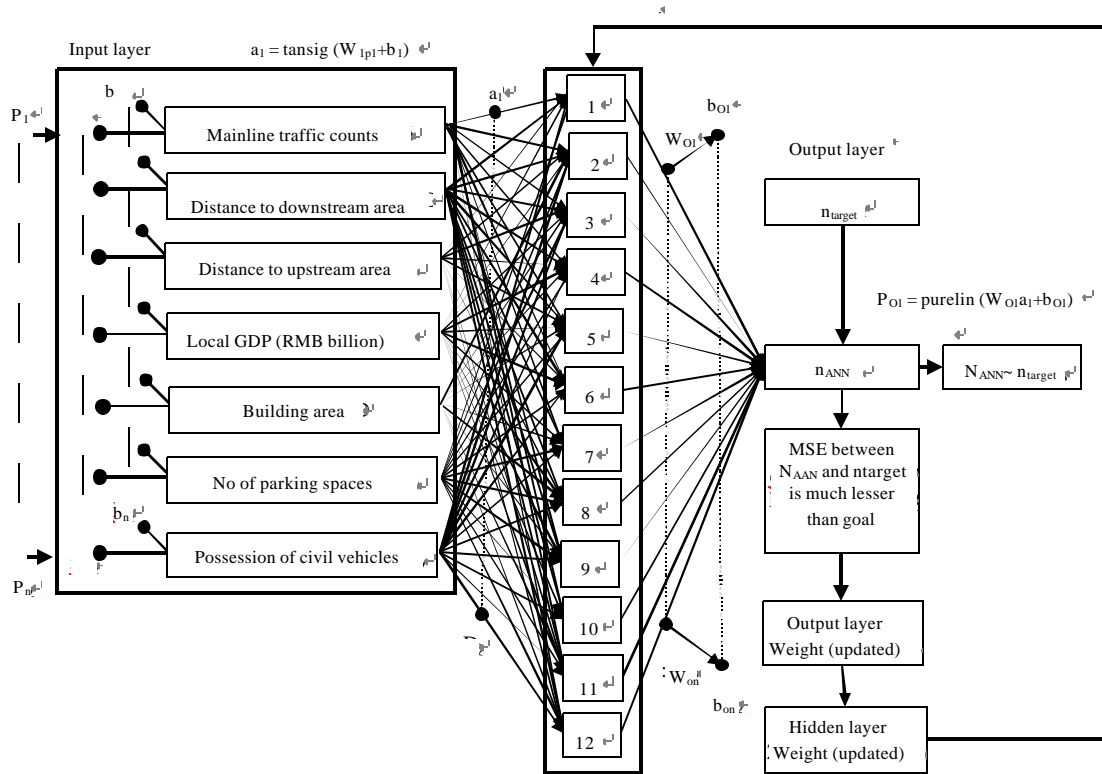 Input layer
a1 = tansig (W1p1+b1)
P1
b
Mainline traffic counts
Distance to downstream area
Distance to upstream area
Local GDP (RMB billion)
Building area
No of parking spaces
bn
Possession of civil vehicles
Pn
a1
1
2
3
4
5
6
7
8
9
10
11
12
WO1
bO1
Won
bon
Output layer
ntarget
PO1 = purelin (WO1a1+bO1)
nANN
NANN~ ntarget
MSE between
NAAN and ntarget
is much lesser
than goal
Output layer
Weight (updated)
Hidden layer
Weight (updated)